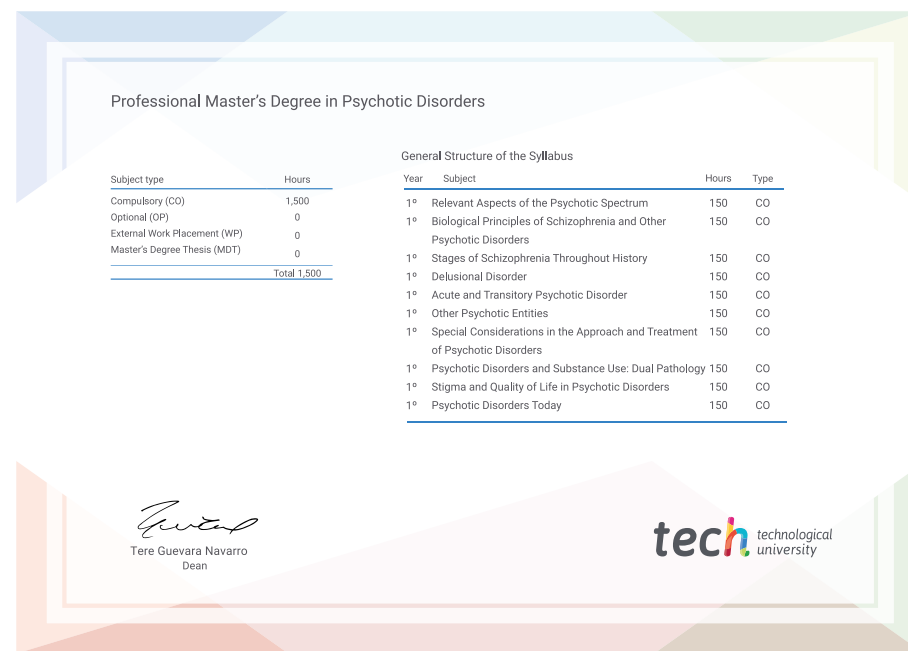 Professional Master's Degree in Psychotic Disorders
General Structure of the Syllabus
Subject type Hours
Compulsory (CO) 1,500
Optional (OP) 0
External Work Placement (WP) 0
Master's Degree Thesis (MDT) 0
Total 1,500
Year Subject Hours Type
1º Relevant Aspects of the Psychotic Spectrum 150 CO
1º Biological Principles of Schizophrenia and Other 150 CO
Psychotic Disorders
1º Stages of Schizophrenia Throughout History 150 CO
1º Delusional Disorder 150 CO
1º Acute and Transitory Psychotic Disorder 150 CO
1º Other Psychotic Entities 150 CO
1º Special Considerations in the Approach and Treatment 150 CO
of Psychotic Disorders
1º Psychotic Disorders and Substance Use: Dual Pathology 150 CO
1º Stigma and Quality of Life in Psychotic Disorders 150 CO
1º Psychotic Disorders Today 150 CO
Tere Guevara Navarro
Dean
tech technological
university